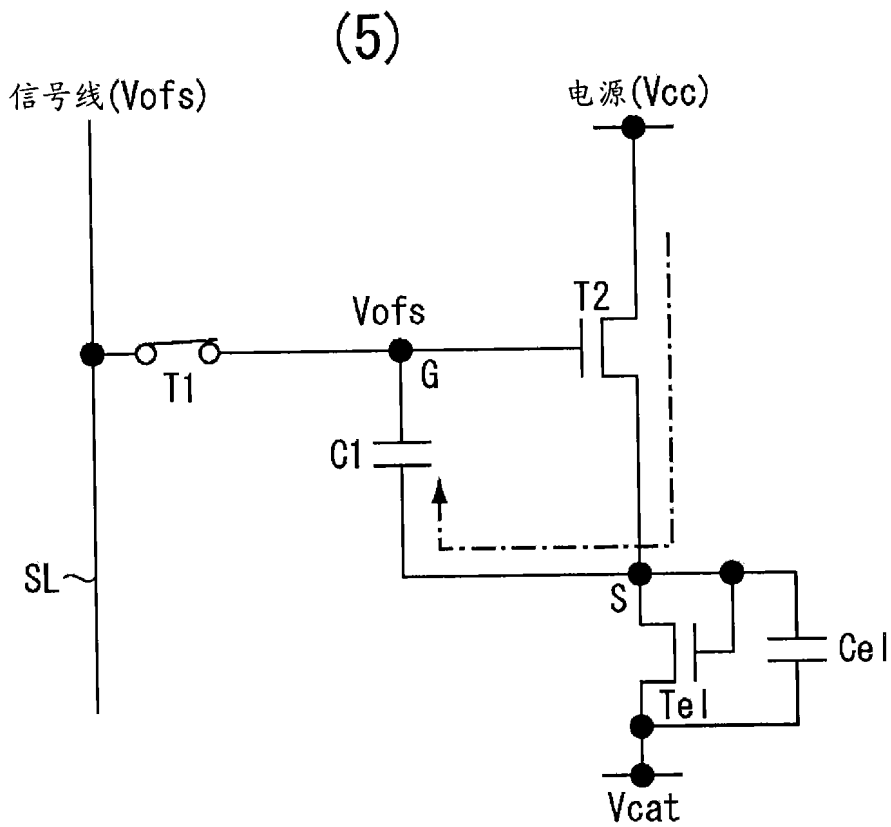 (5)
信号线(Vofs)
电源(Vcc)
Vofs
T2
T1
G
C1
SL
S
Cel
Tel
Vcat